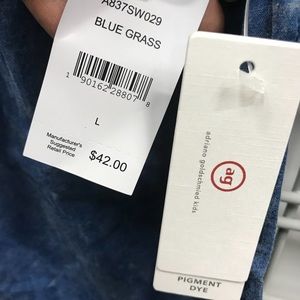 A837SW029
BLUE GRASS
1 90162 28807 8
L
Manufacturer's
Suggested
Retail Price
$42.00
ag
adriano goldschmied kids
PIGMENT
DYE